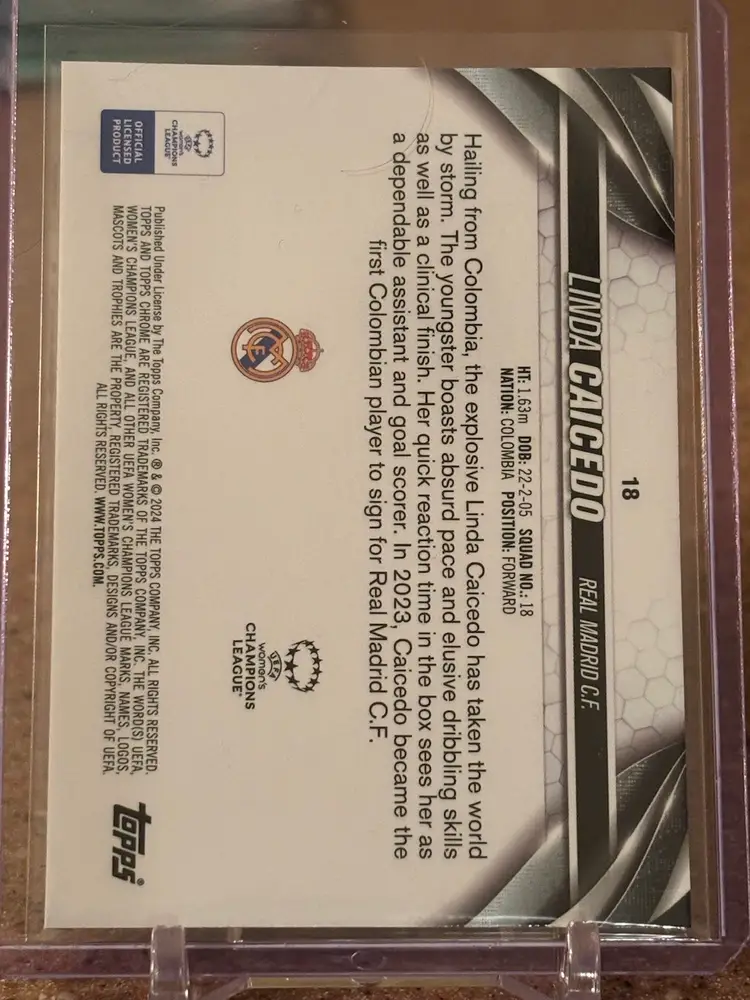 18
LINDA CAICEDO REAL MADRID C.F.
HT: 1.63m DOB: 22-2-05 SQUAD NO.: 18
NATION: COLOMBIA POSITION: FORWARD
Hailing from Colombia, the explosive Linda Caicedo has taken the world
by storm. The youngster boasts absurd pace and elusive dribbling skills
as well as a clinical finish. Her quick reaction time in the box sees her as
a dependable assistant and goal scorer. In 2023, Caicedo became the
first Colombian player to sign for Real Madrid C.F.
UEFA
women's
CHAMPIONS
LEAGUE™
UEFA
women's
CHAMPIONS
LEAGUE™
OFFICIAL
LICENSED
PRODUCT
Published Under License by The Topps Company, Inc. ® & © 2024 THE TOPPS COMPANY, INC. ALL RIGHTS RESERVED.
TOPPS AND TOPPS CHROME ARE REGISTERED TRADEMARKS OF THE TOPPS COMPANY, INC. THE WORD(S) UEFA,
WOMEN'S CHAMPIONS LEAGUE, AND ALL OTHER UEFA WOMEN'S CHAMPIONS LEAGUE MARKS, NAMES, LOGOS,
MASCOTS AND TROPHIES ARE THE PROPERTY, REGISTERED TRADEMARKS, DESIGNS AND/OR COPYRIGHT OF UEFA.
ALL RIGHTS RESERVED. WWW.TOPPS.COM.
topps®